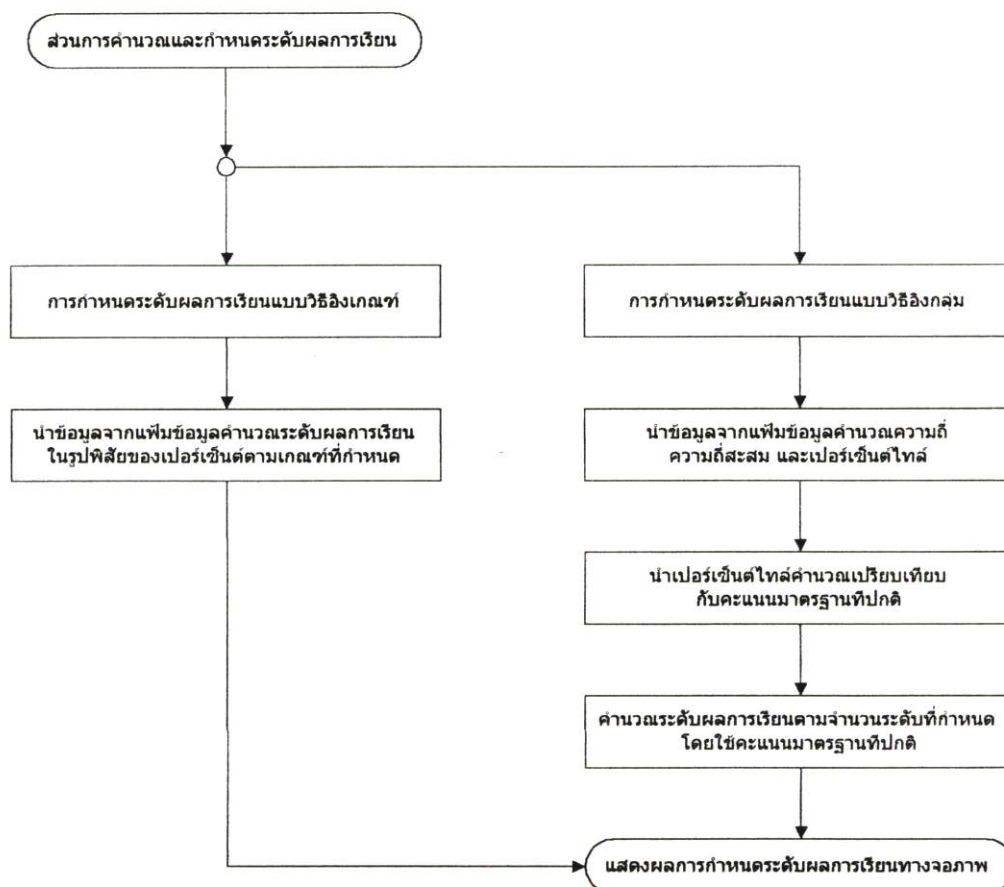 ส่วนการคำนวณและกำหนดระดับผลการเรียน
การกำหนดระดับผลการเรียนแบบวิธีอิงเกณฑ์
การกำหนดระดับผลการเรียนแบบวิธีอิงกลุ่ม
นำข้อมูลจากแฟ้มข้อมูลคำนวณระดับผลการเรียน
ในรูปพิสัยของเปอร์เซ็นต์ตามเกณฑ์ที่กำหนด
นำข้อมูลจากแฟ้มข้อมูลคำนวณความถี่
ความถี่สะสม และเปอร์เซ็นต์ไทล์
นำเปอร์เซ็นต์ไทล์คำนวณเปรียบเทียบ
กับคะแนนมาตรฐานทีปกติ
คำนวณระดับผลการเรียนตามจำนวนระดับที่กำหนด
โดยใช้คะแนนมาตรฐานทีปกติ
แสดงผลการกำหนดระดับผลการเรียนทางจอภาพ